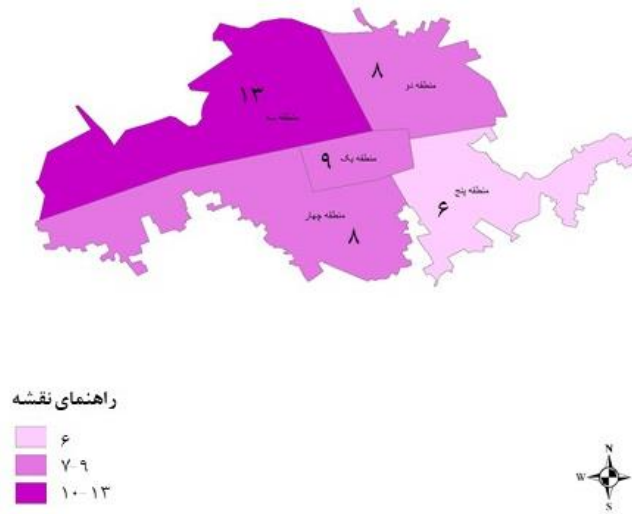 ۸
منطقه دو
۱۳
منطقه سه
۹
منطقه یک
منطقه پنج
۶
منطقه چهار
۸
راهنمای نقشه
۶
۷-۹
۱۰-۱۳
N
W
S